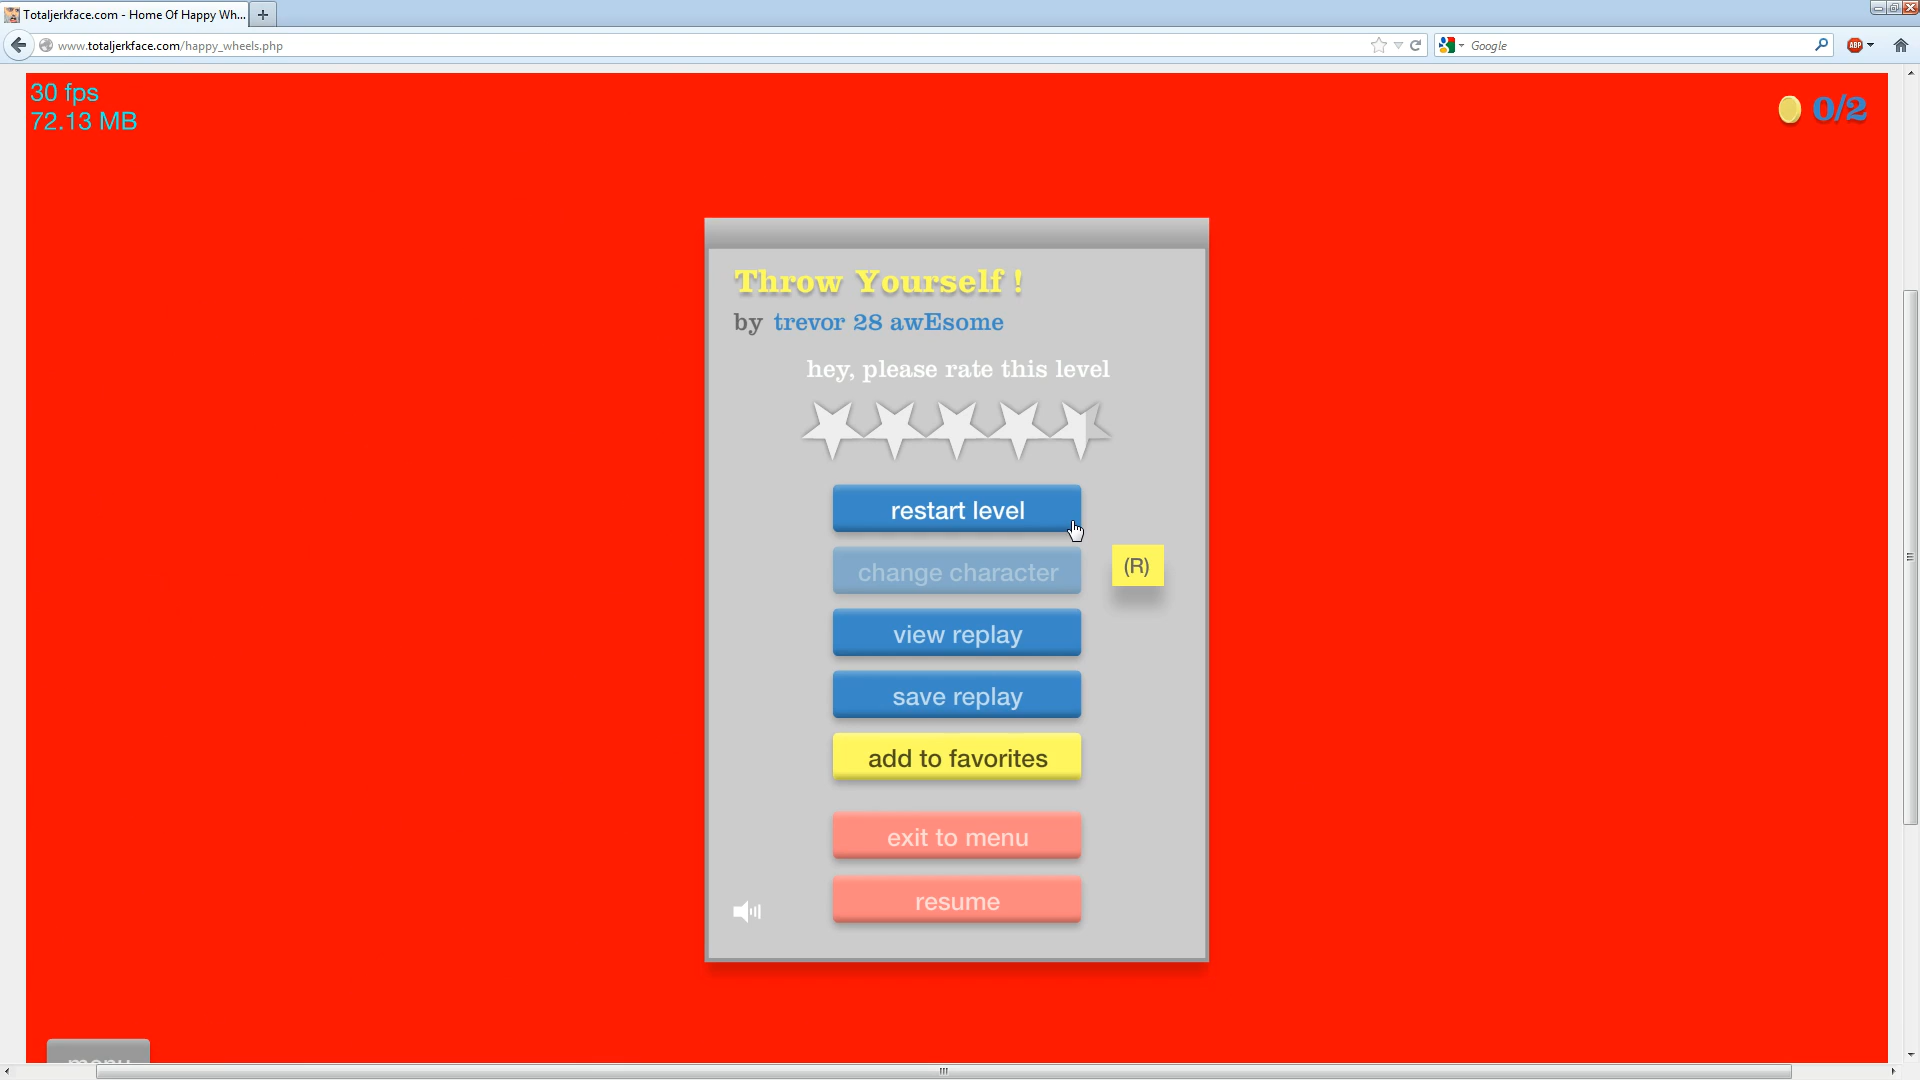 Totaljerkface.com - Home Of Happy Wh...
www.totaljerkface.com/happy_wheels.php
Google
ABP
30 fps
72.13 MB
0/2
Throw Yourself !
by trevor 28 awEsome
hey, please rate this level
restart level
change character
(R)
view replay
save replay
add to favorites
exit to menu
resume
menu